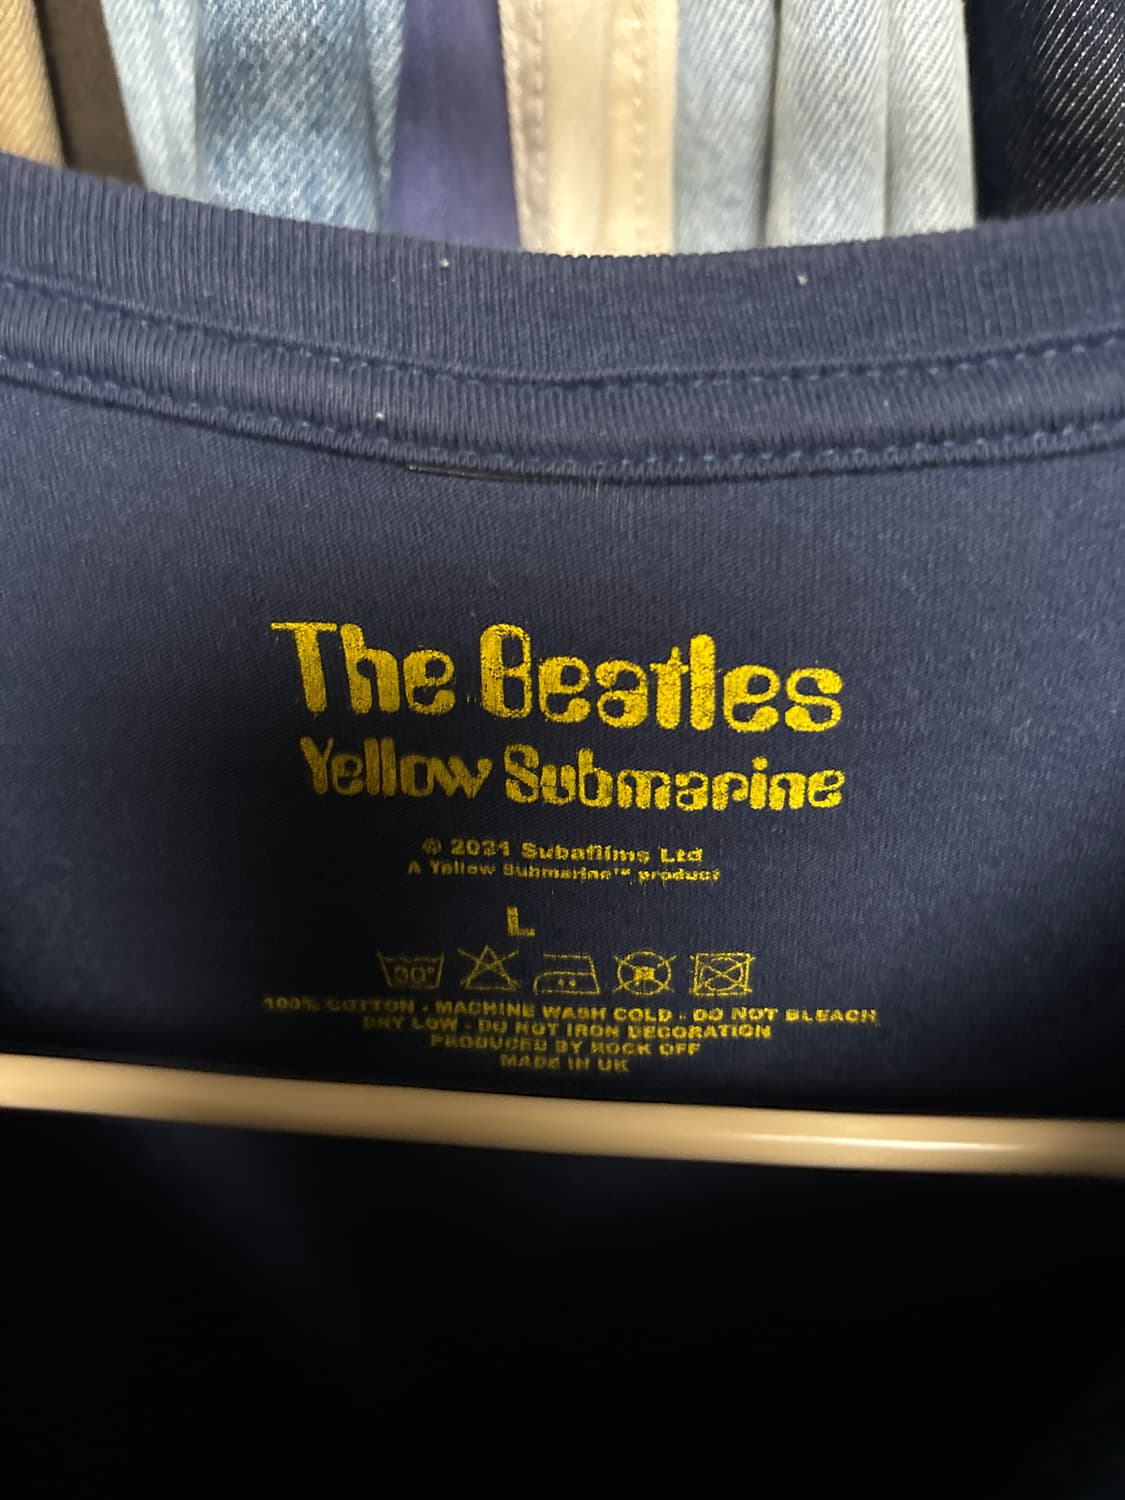 The Beatles
Yellow Submarine
© 2021 Subafilms Ltd
A Yellow Submarine™ product
L
30° P
100% COTTON - MACHINE WASH COLD - DO NOT BLEACH
DRY LOW - DO NOT IRON DECORATION
PRODUCED BY ROCK OFF
MADE IN UK